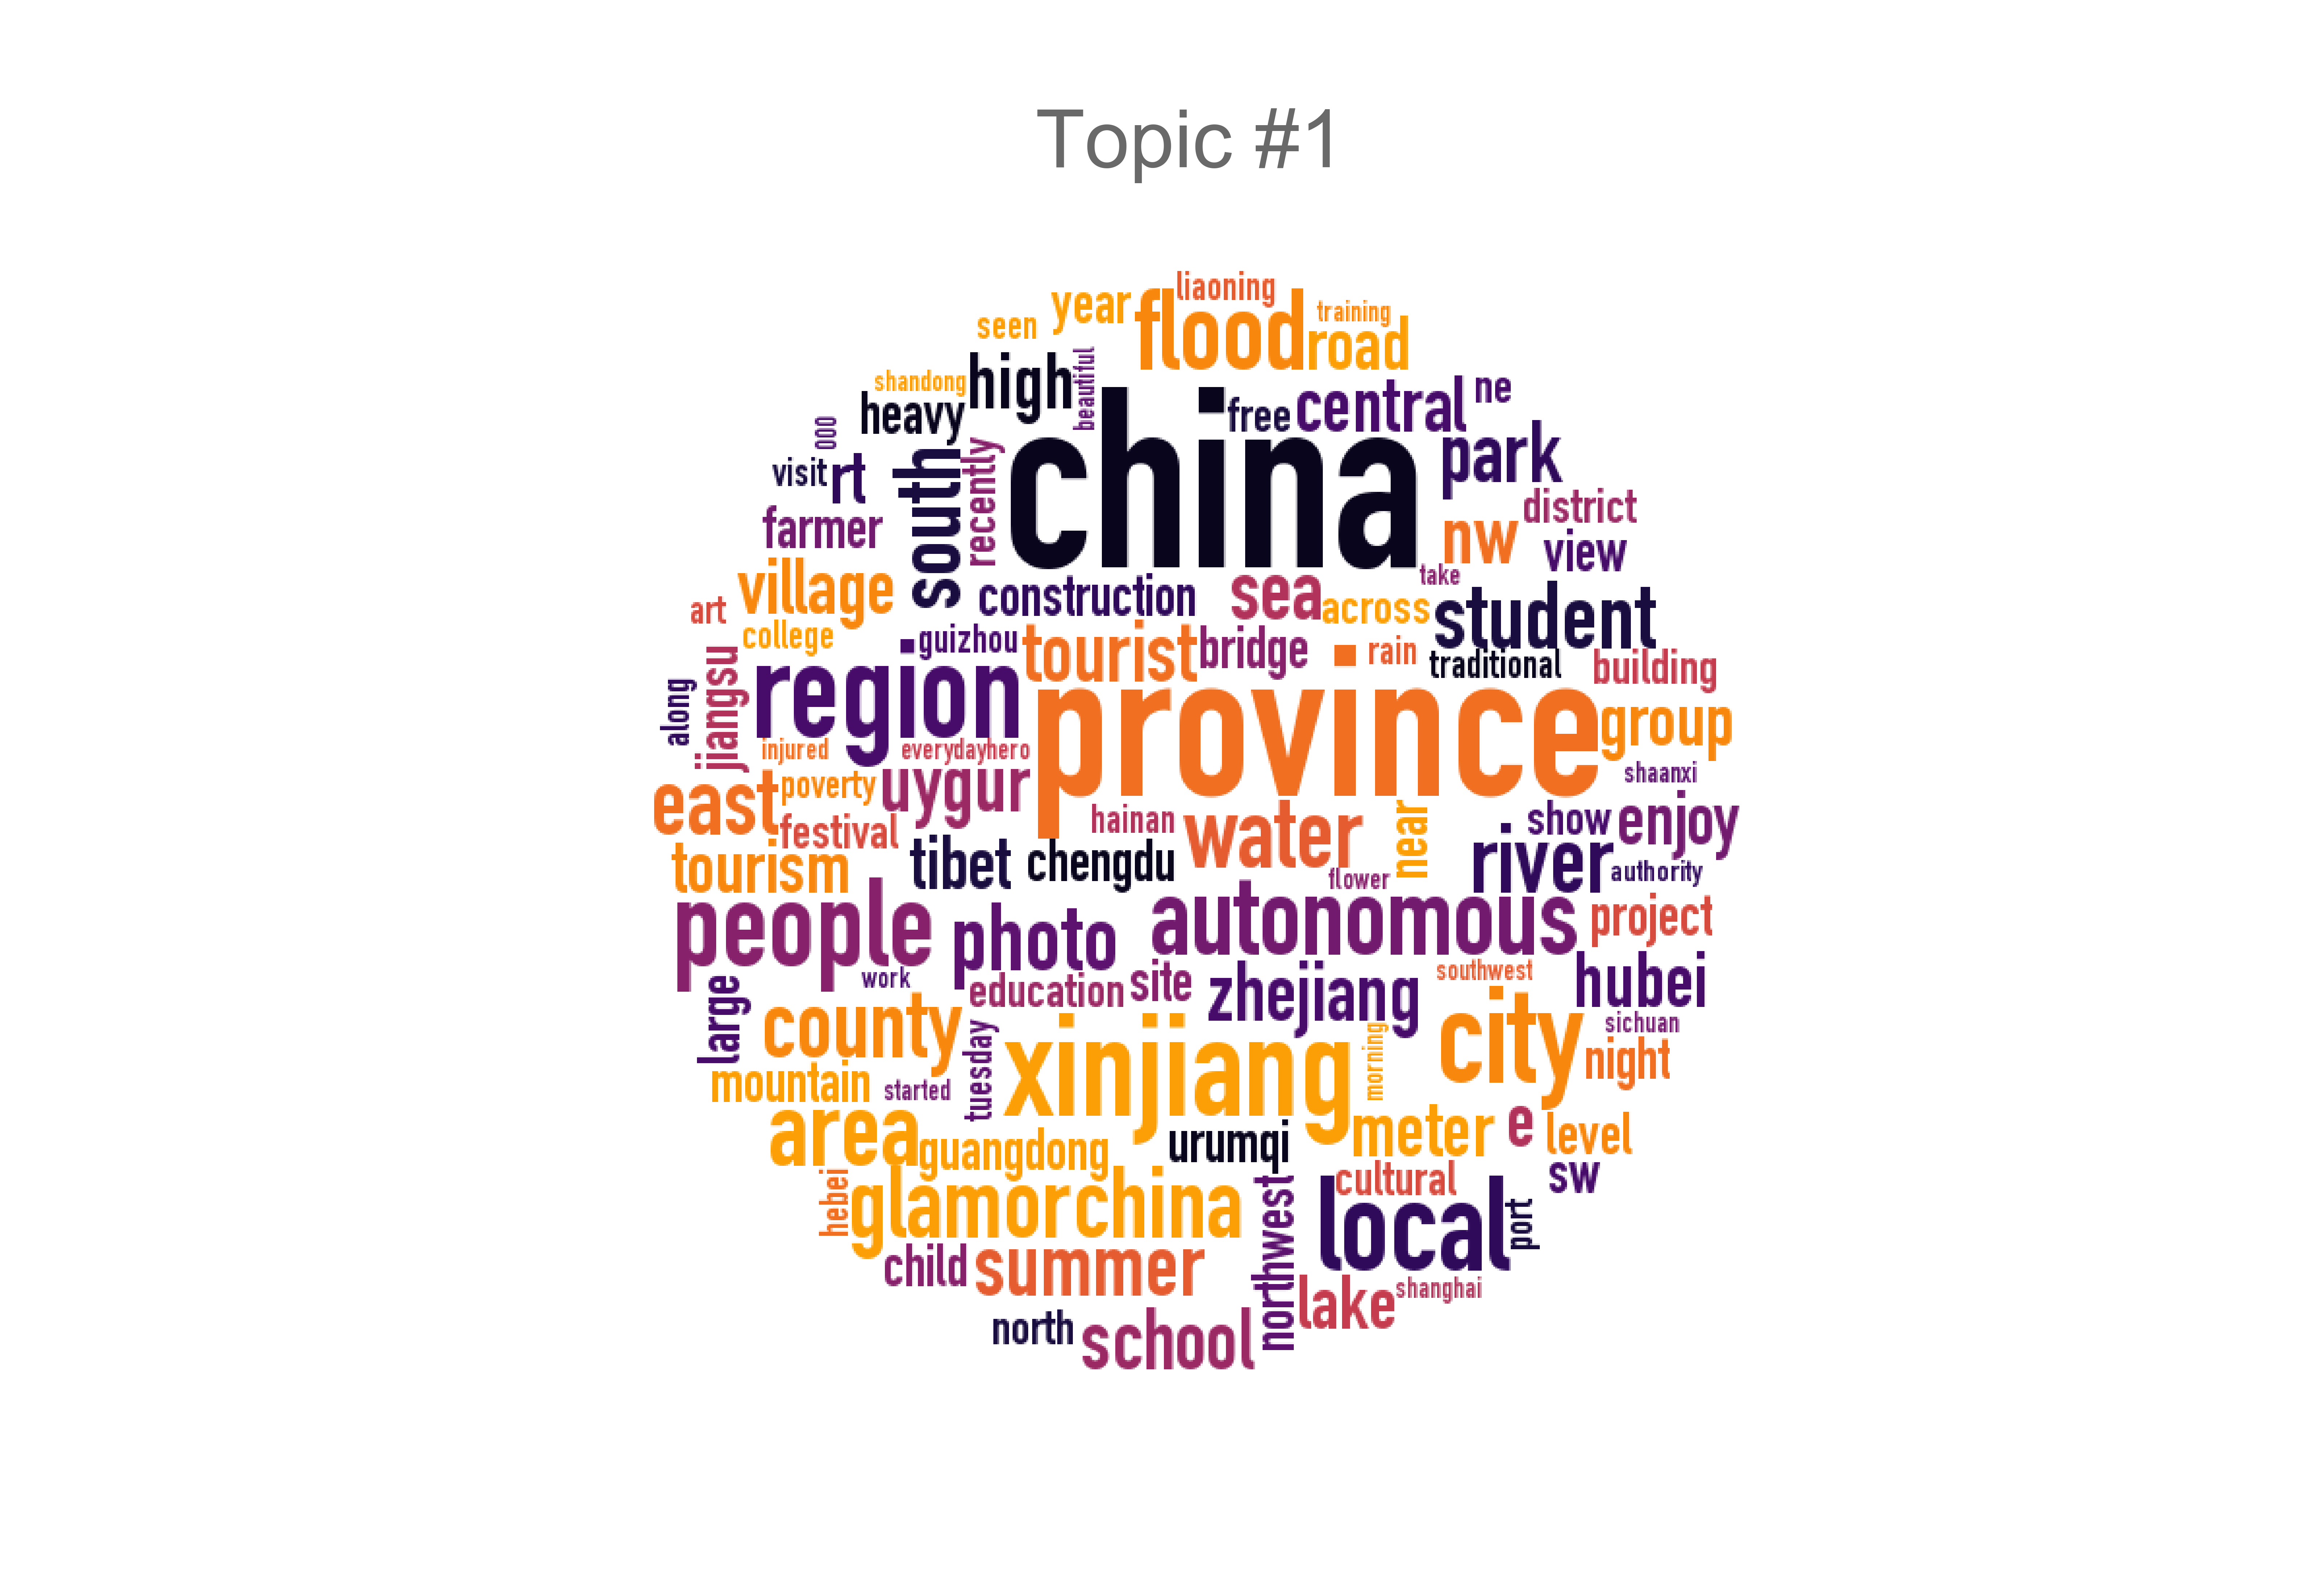 Topic #1
liaoning
year
flood
training
seen
road
beautiful
shandong
high
central
ne
heavy
free
china
000
park
visit
rt
south
recently
district
farmer
nw
view
village
construction
sea
take
across
student
art
college
guizhou
tourist
bridge
rain
traditional
building
along
jiangsu
region
province
group
injured
everydayhero
shaanxi
east
poverty
uygur
festival
hainan
water
near
show
enjoy
tourism
tibet
chengdu
flower
river
authority
people
photo
autonomous
project
work
education
site
zhejiang
southwest
hubei
large
county
tuesday
xinjiang
morning
city
sichuan
night
mountain
started
area
guangdong
urumqi
meter
e
level
hebei
glamorchina
northwest
cultural
sw
local
port
child
summer
lake
shanghai
north
school